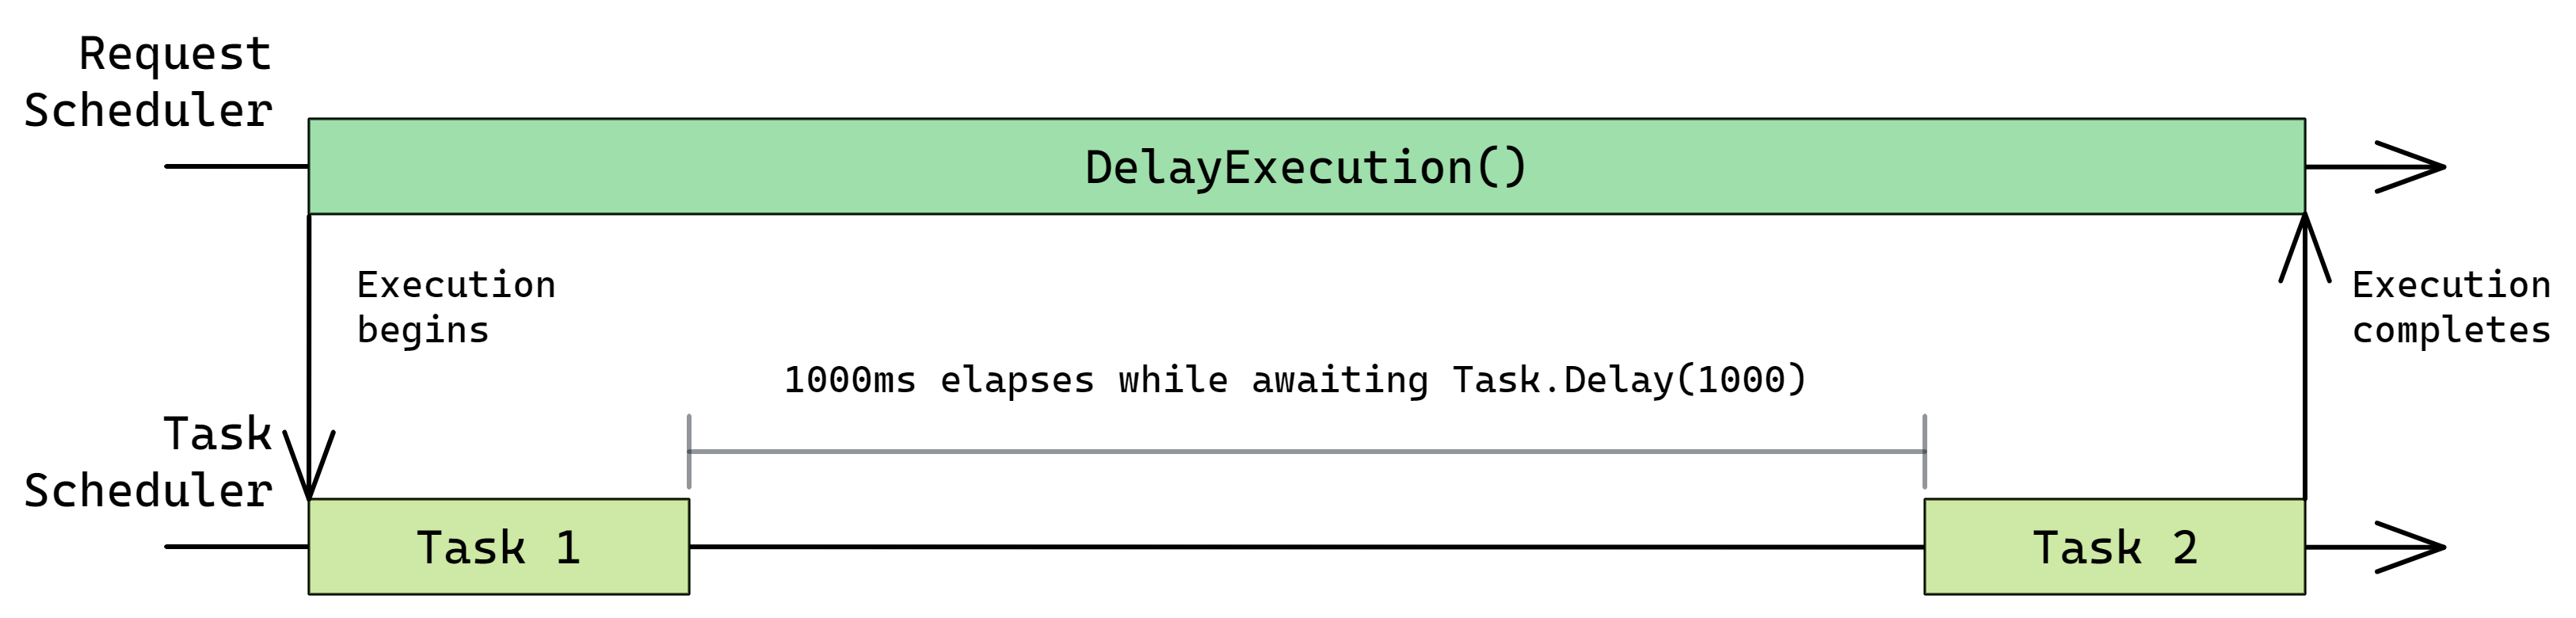 Request
Scheduler
DelayExecution()
Execution
begins
Execution
completes
1000ms elapses while awaiting Task.Delay(1000)
Task
Scheduler
Task 1
Task 2